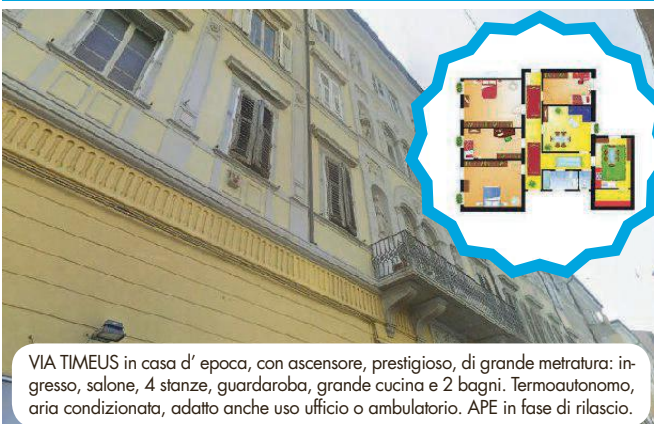 VIA TIMEUS in casa d' epoca, con ascensore, prestigioso, di grande metratura: in-
gresso, salone, 4 stanze, guardaroba, grande cucina e 2 bagni. Termoautonomo,
aria condizionata, adatto anche uso ufficio o ambulatorio. APE in fase di rilascio.